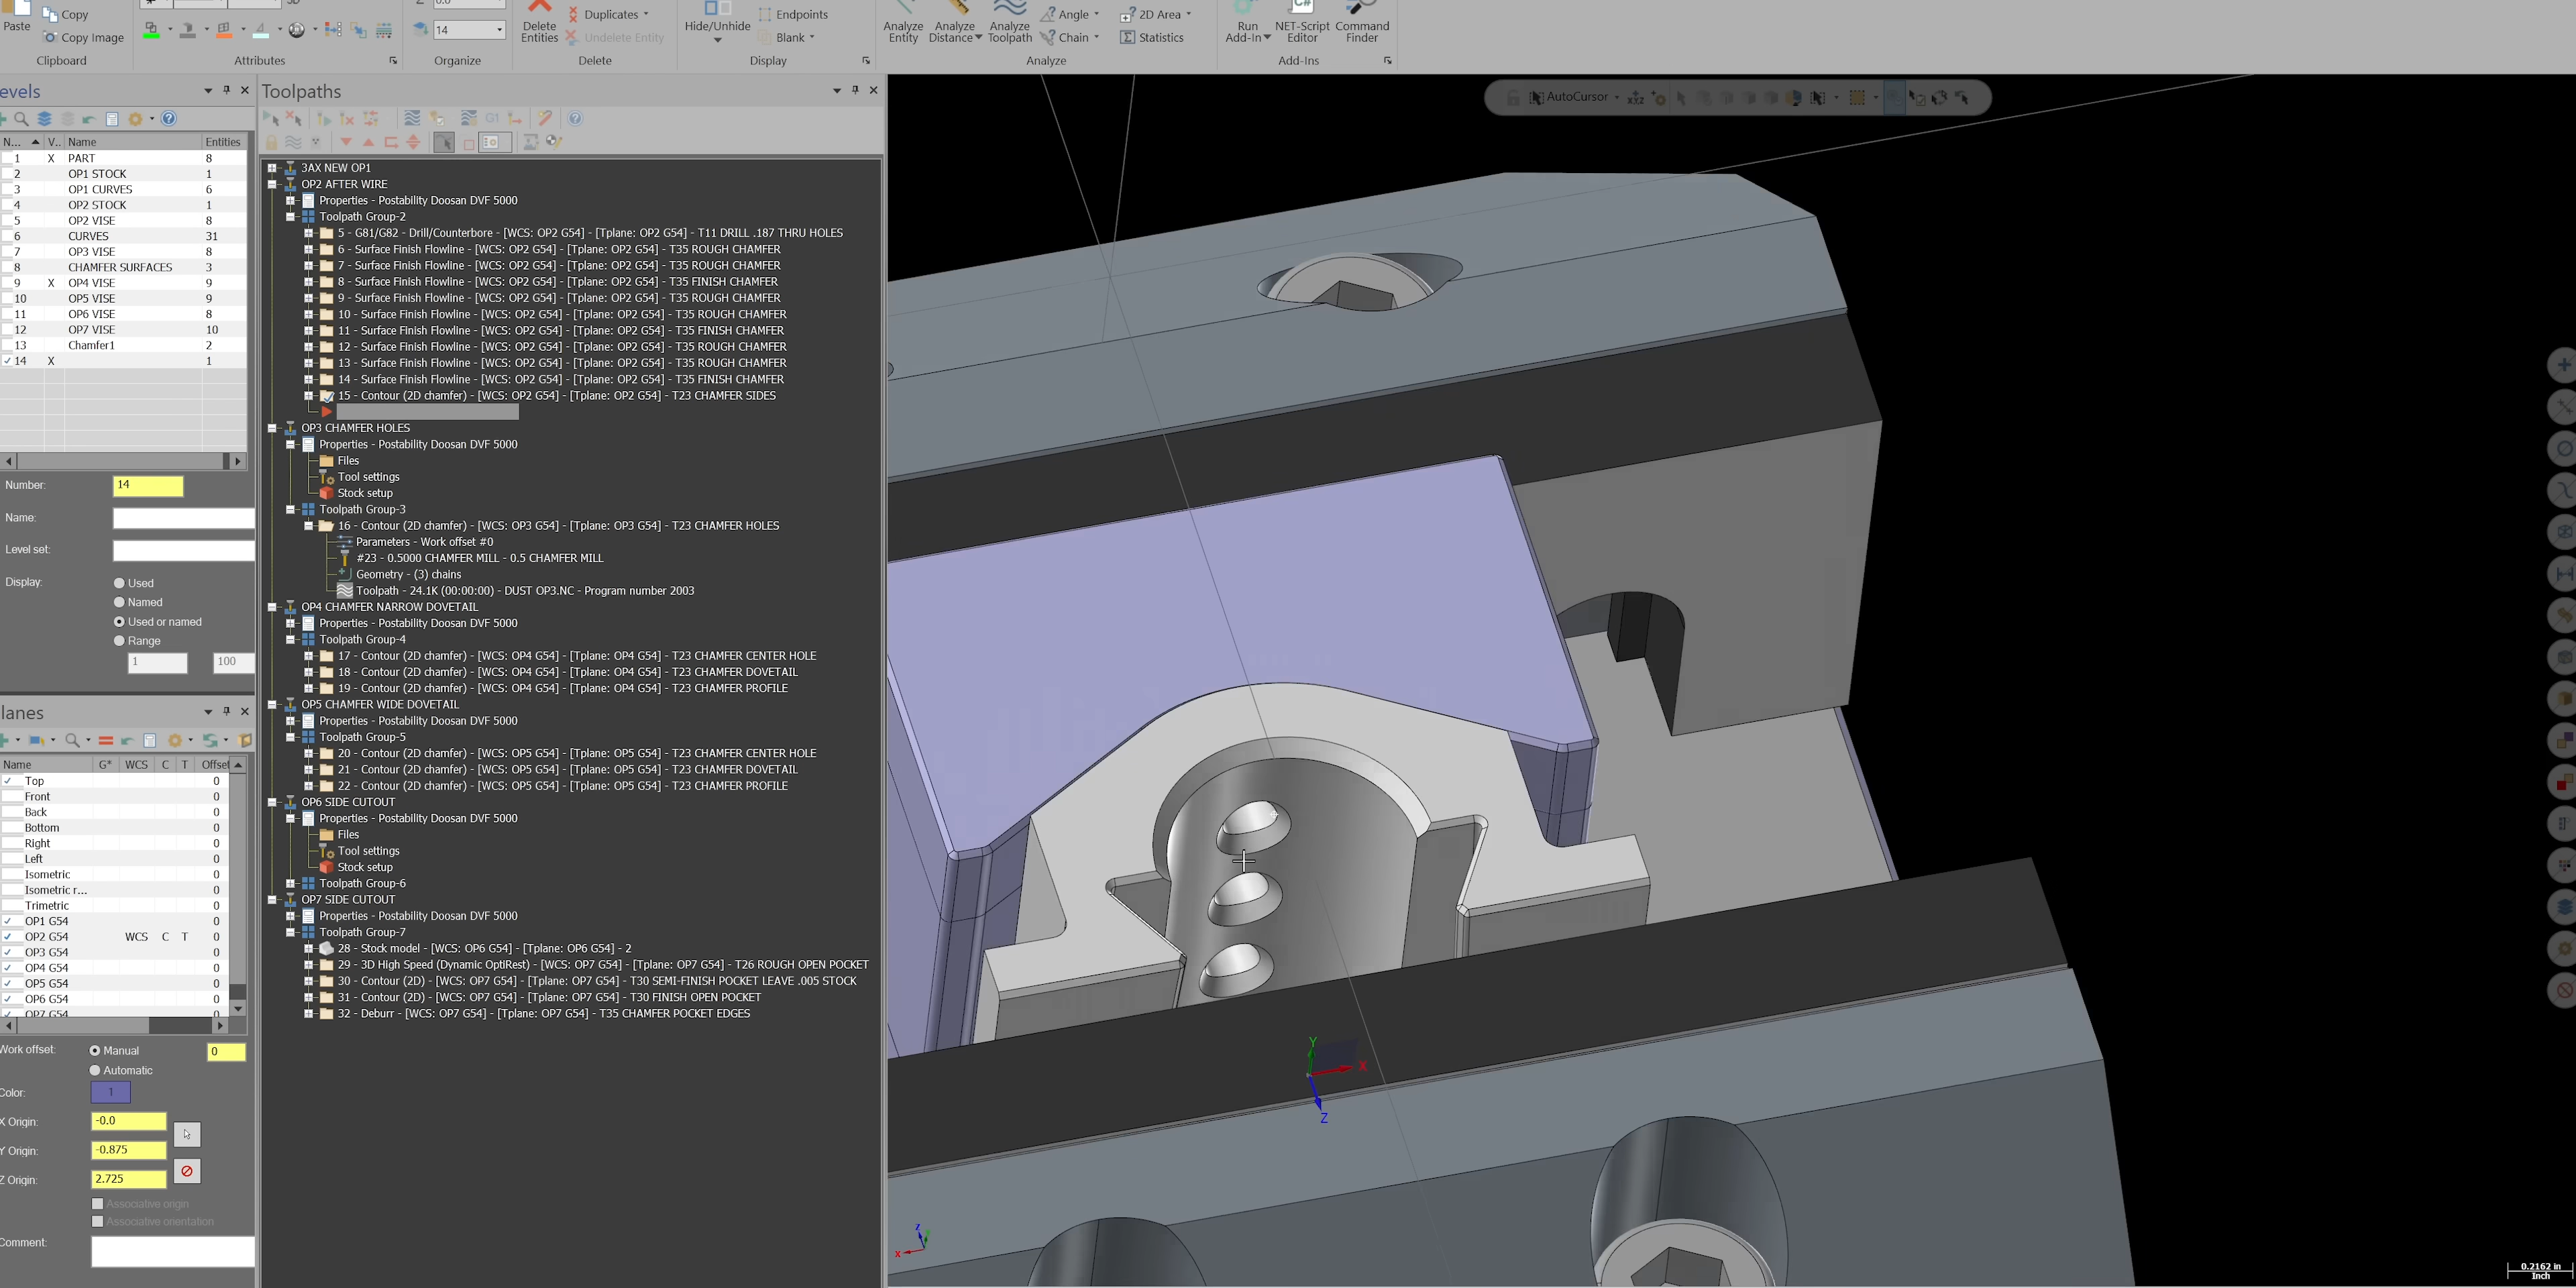 Paste
Copy
Copy Image
Clipboard
Attributes
3D
Z
0.0
14
Organize
Delete Entities
Duplicates
Undelete Entity
Delete
Hide/Unhide
Endpoints
Blank
Display
Analyze Entity
Analyze Distance
Analyze Toolpath
Angle
Chain
2D Area
Statistics
Analyze
Run Add-In
NET-Script Editor
Command Finder
Add-Ins
evels
N... V.. Name Entities
1 X PART 8
2 OP1 STOCK 1
3 OP1 CURVES 6
4 OP2 STOCK 1
5 OP2 VISE 8
6 CURVES 31
7 OP3 VISE 8
8 CHAMFER SURFACES 3
9 X OP4 VISE 9
10 OP5 VISE 9
11 OP6 VISE 8
12 OP7 VISE 10
13 Chamfer1 2
14 X 1
Number: 14
Name:
Level set:
Display: Used
Named
Used or named
Range
1 100
lanes
Name G* WCS C T Offset
Top 0
Front 0
Back 0
Bottom 0
Right 0
Left 0
Isometric 0
Isometric r... 0
Trimetric 0
OP1 G54 0
OP2 G54 WCS C T 0
OP3 G54 0
OP4 G54 0
OP5 G54 0
OP6 G54 0
OP7 G54 0
Work offset: Manual 0
Automatic
Color: 1
X Origin: -0.0
Y Origin: -0.875
Z Origin: 2.725
Associative origin
Associative orientation
Comment:
Toolpaths
G1
3AX NEW OP1
OP2 AFTER WIRE
Properties - Postability Doosan DVF 5000
Toolpath Group-2
5 - G81/G82 - Drill/Counterbore - [WCS: OP2 G54] - [Tplane: OP2 G54] - T11 DRILL .187 THRU HOLES
6 - Surface Finish Flowline - [WCS: OP2 G54] - [Tplane: OP2 G54] - T35 ROUGH CHAMFER
7 - Surface Finish Flowline - [WCS: OP2 G54] - [Tplane: OP2 G54] - T35 ROUGH CHAMFER
8 - Surface Finish Flowline - [WCS: OP2 G54] - [Tplane: OP2 G54] - T35 FINISH CHAMFER
9 - Surface Finish Flowline - [WCS: OP2 G54] - [Tplane: OP2 G54] - T35 ROUGH CHAMFER
10 - Surface Finish Flowline - [WCS: OP2 G54] - [Tplane: OP2 G54] - T35 ROUGH CHAMFER
11 - Surface Finish Flowline - [WCS: OP2 G54] - [Tplane: OP2 G54] - T35 FINISH CHAMFER
12 - Surface Finish Flowline - [WCS: OP2 G54] - [Tplane: OP2 G54] - T35 ROUGH CHAMFER
13 - Surface Finish Flowline - [WCS: OP2 G54] - [Tplane: OP2 G54] - T35 ROUGH CHAMFER
14 - Surface Finish Flowline - [WCS: OP2 G54] - [Tplane: OP2 G54] - T35 FINISH CHAMFER
15 - Contour (2D chamfer) - [WCS: OP2 G54] - [Tplane: OP2 G54] - T23 CHAMFER SIDES
OP3 CHAMFER HOLES
Properties - Postability Doosan DVF 5000
Files
Tool settings
Stock setup
Toolpath Group-3
16 - Contour (2D chamfer) - [WCS: OP3 G54] - [Tplane: OP3 G54] - T23 CHAMFER HOLES
Parameters - Work offset #0
#23 - 0.5000 CHAMFER MILL - 0.5 CHAMFER MILL
Geometry - (3) chains
Toolpath - 24.1K (00:00:00) - DUST OP3.NC - Program number 2003
OP4 CHAMFER NARROW DOVETAIL
Properties - Postability Doosan DVF 5000
Toolpath Group-4
17 - Contour (2D chamfer) - [WCS: OP4 G54] - [Tplane: OP4 G54] - T23 CHAMFER CENTER HOLE
18 - Contour (2D chamfer) - [WCS: OP4 G54] - [Tplane: OP4 G54] - T23 CHAMFER DOVETAIL
19 - Contour (2D chamfer) - [WCS: OP4 G54] - [Tplane: OP4 G54] - T23 CHAMFER PROFILE
OP5 CHAMFER WIDE DOVETAIL
Properties - Postability Doosan DVF 5000
Toolpath Group-5
20 - Contour (2D chamfer) - [WCS: OP5 G54] - [Tplane: OP5 G54] - T23 CHAMFER CENTER HOLE
21 - Contour (2D chamfer) - [WCS: OP5 G54] - [Tplane: OP5 G54] - T23 CHAMFER DOVETAIL
22 - Contour (2D chamfer) - [WCS: OP5 G54] - [Tplane: OP5 G54] - T23 CHAMFER PROFILE
OP6 SIDE CUTOUT
Properties - Postability Doosan DVF 5000
Files
Tool settings
Stock setup
Toolpath Group-6
OP7 SIDE CUTOUT
Properties - Postability Doosan DVF 5000
Toolpath Group-7
28 - Stock model - [WCS: OP6 G54] - [Tplane: OP6 G54] - 2
29 - 3D High Speed (Dynamic OptiRest) - [WCS: OP7 G54] - [Tplane: OP7 G54] - T26 ROUGH OPEN POCKET
30 - Contour (2D) - [WCS: OP7 G54] - [Tplane: OP7 G54] - T30 SEMI-FINISH POCKET LEAVE .005 STOCK
31 - Contour (2D) - [WCS: OP7 G54] - [Tplane: OP7 G54] - T30 FINISH OPEN POCKET
32 - Deburr - [WCS: OP7 G54] - [Tplane: OP7 G54] - T35 CHAMFER POCKET EDGES
AutoCursor
XYZ
Y
X
Z
Z
Y
X
0.2162 in
Inch